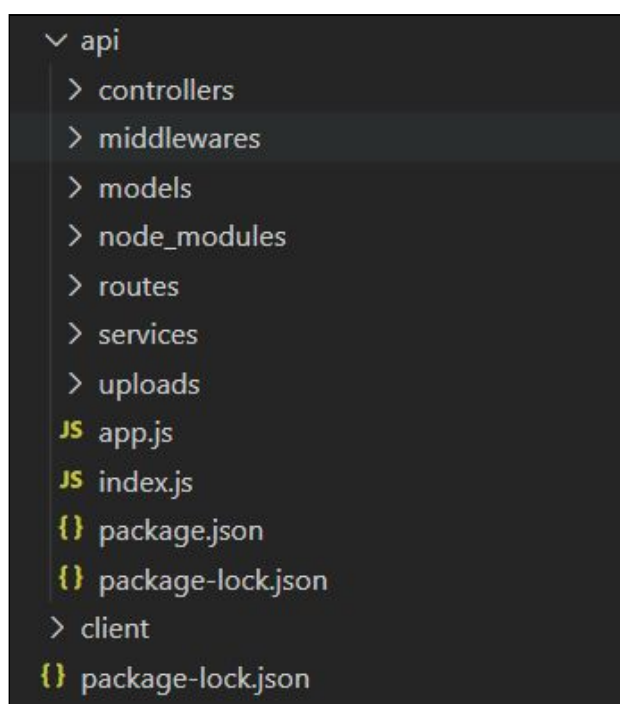 api
controllers
middlewares
models
node_modules
routes
services
uploads
JS app.js
JS index.js
{} package.json
{} package-lock.json
client
{} package-lock.json